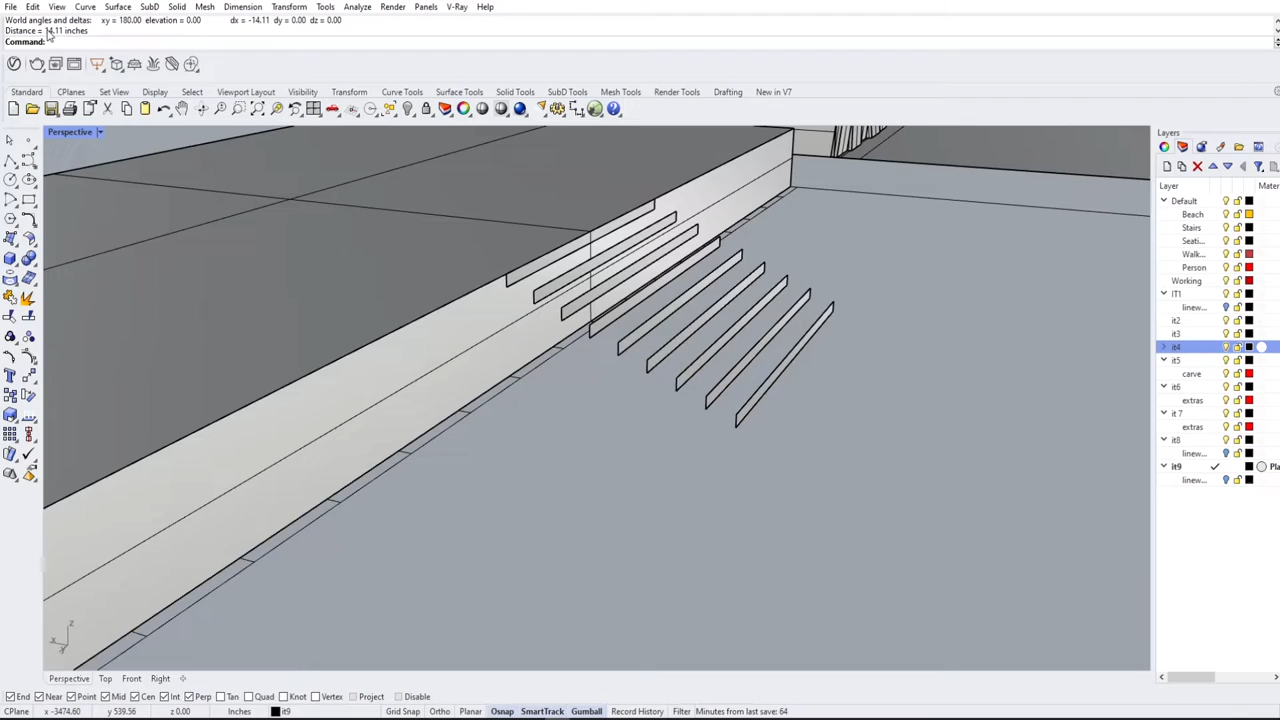 File Edit View Curve Surface SubD Solid Mesh Dimension Transform Tools Analyze Render Panels V-Ray Help
World angles and deltas: xy = 180.00 elevation = 0.00 dx = -14.11 dy = 0.00 dz = 0.00
Distance = 14.11 inches
Command:
Standard CPlanes Set View Display Select Viewport Layout Visibility Transform Curve Tools Surface Tools Solid Tools SubD Tools Mesh Tools Render Tools Drafting New in V7
Perspective
Layers
Layer Mater
Default
Beach
Stairs
Seati...
Walk...
Person
Working
IT1
linew...
it2
it3
it4
it5
carve
it6
extras
it 7
extras
it8
linew...
it9 Pla
linew...
z
x
y
Perspective Top Front Right
End Near Point Mid Cen Int Perp Tan Quad Knot Vertex Project Disable
CPlane x -3474.60 y 539.56 z 0.00 Inches it9 Grid Snap Ortho Planar Osnap SmartTrack Gumball Record History Filter Minutes from last save: 64